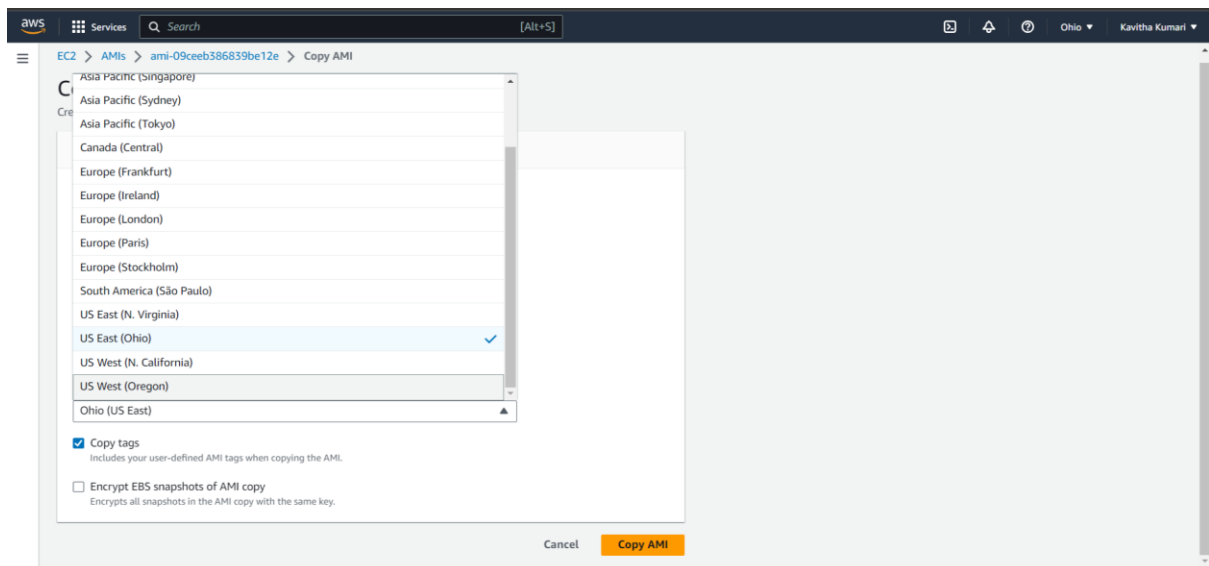 aws Services Search [Alt+S] Ohio Kavitha Kumari
EC2 > AMIs > ami-09ceeb386839be12e > Copy AMI
Asia Pacific (Singapore)
Asia Pacific (Sydney)
Asia Pacific (Tokyo)
Canada (Central)
Europe (Frankfurt)
Europe (Ireland)
Europe (London)
Europe (Paris)
Europe (Stockholm)
South America (São Paulo)
US East (N. Virginia)
US East (Ohio)
US West (N. California)
US West (Oregon)
Ohio (US East)
Copy tags
Includes your user-defined AMI tags when copying the AMI.
Encrypt EBS snapshots of AMI copy
Encrypts all snapshots in the AMI copy with the same key.
Cancel Copy AMI